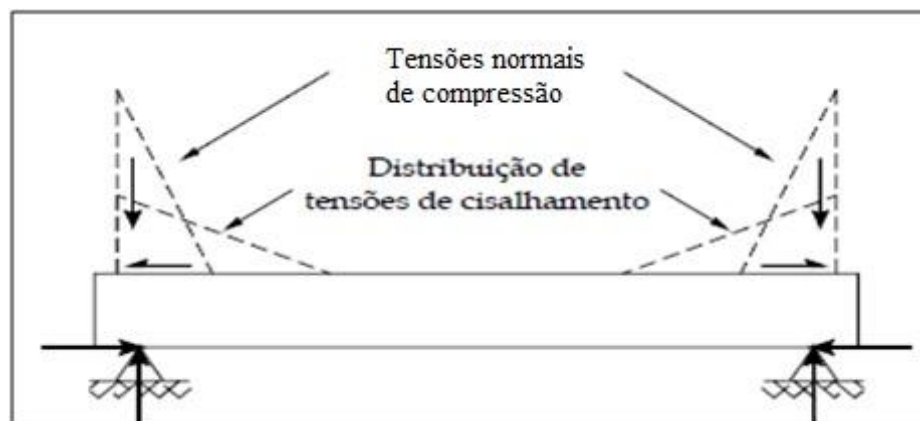 Tensões normais
de compressão
Distribuição de
tensões de cisalhamento